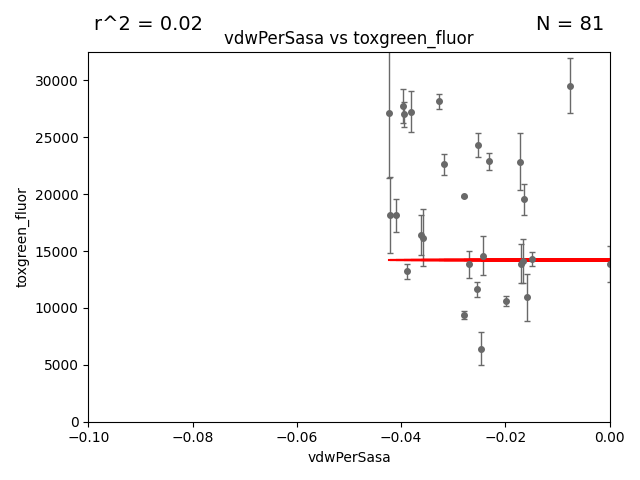 r^2 = 0.02
N = 81
vdwPerSasa vs toxgreen_fluor
30000
25000
20000
15000
10000
5000
0
toxgreen_fluor
−0.10
−0.08
−0.06
−0.04
−0.02
0.00
vdwPerSasa